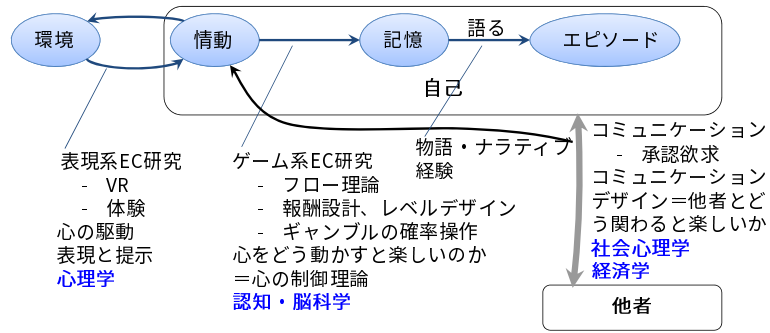 環境
情動
記憶
語る
エピソード
自己
表現系EC研究
- VR
- 体験
心の駆動
表現と提示
心理学
ゲーム系EC研究
- フロー理論
- 報酬設計、レベルデザイン
- ギャンブルの確率操作
心をどう動かすと楽しいのか
＝心の制御理論
認知・脳科学
物語・ナラティブ
経験
コミュニケーション
- 承認欲求
コミュニケーション
デザイン＝他者とど
う関わると楽しいか
社会心理学
経済学
他者